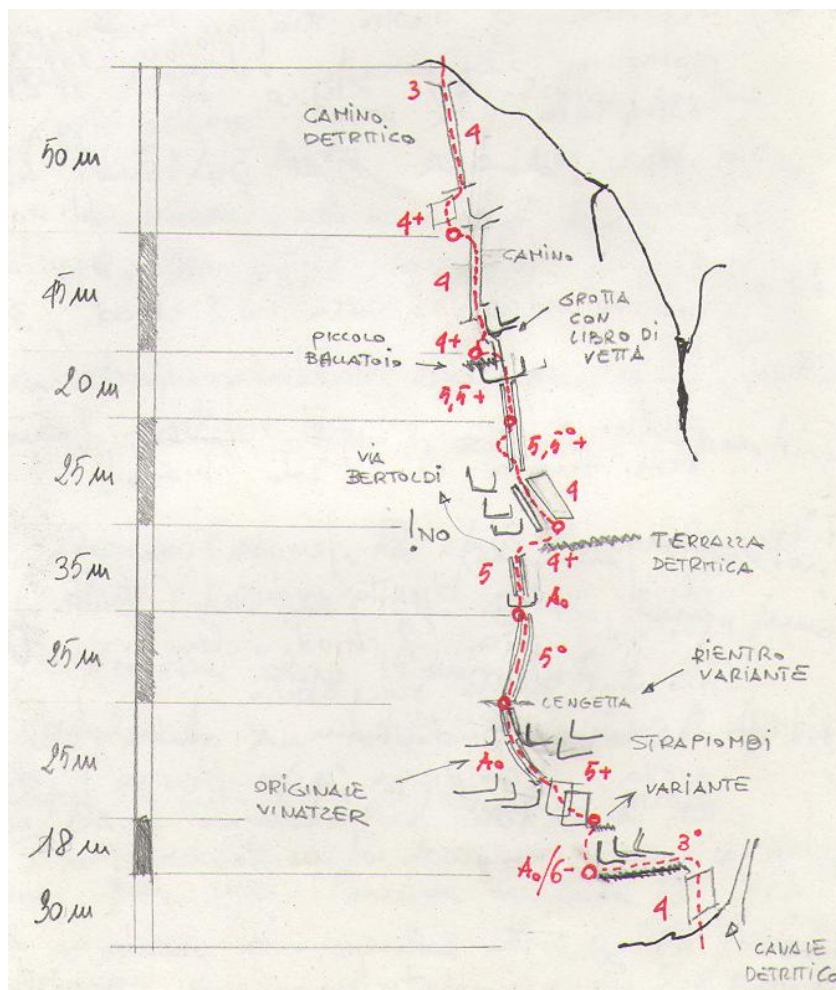 3
CAMINO
DETRITICO
4
50 m
4+
CAMINO
4
45 m
GROTTA
CON
LIBRO DI
VETTA
PICCOLO
BALLATOIO
4+
20 m
5,5+
5,5°+
VIA
BERTOLDI
4
25 m
!NO
TERRAZZA
DETRITICA
4+
35 m
5
A0
25 m
5°
RIENTRO
VARIANTE
CENGETTA
STRAPIOMBI
25 m
A0
5+
ORIGINALE
VINATZER
VARIANTE
18 m
3°
A0/6-
30 m
4
CANALE
DETRITICO